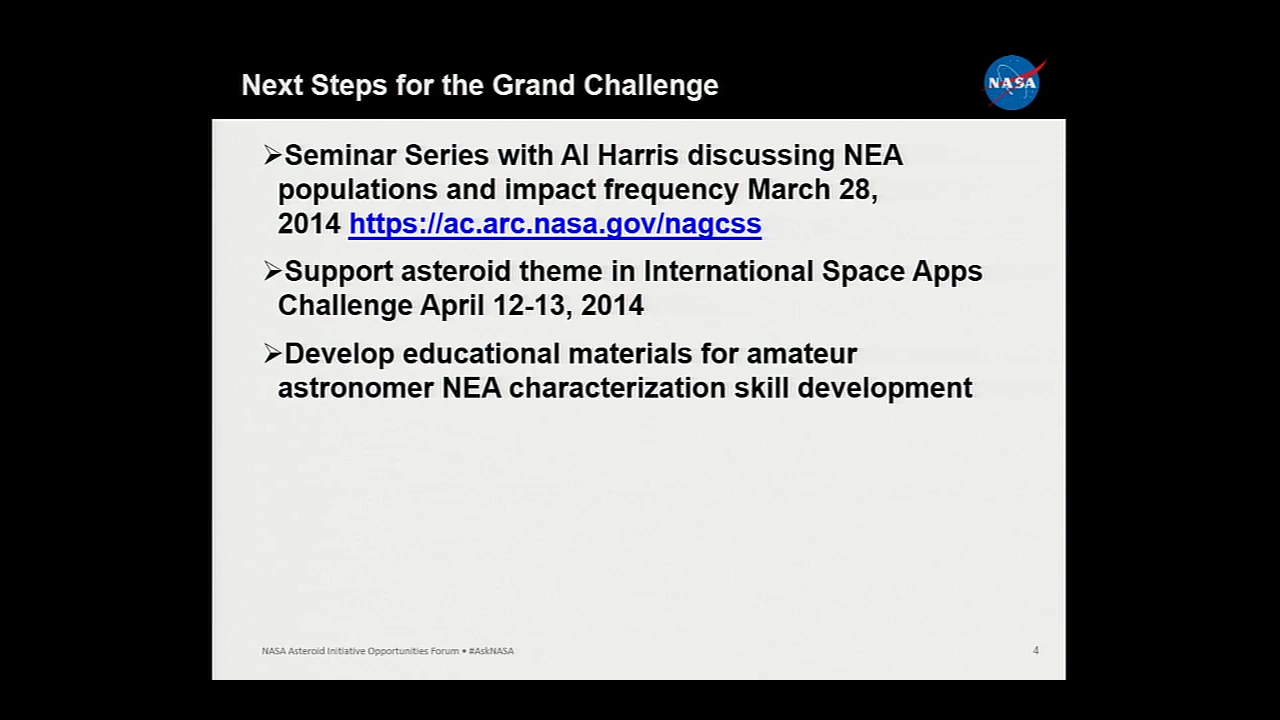 Next Steps for the Grand Challenge
NASA
➢Seminar Series with Al Harris discussing NEA
populations and impact frequency March 28,
2014 https://ac.arc.nasa.gov/nagcss
➢Support asteroid theme in International Space Apps
Challenge April 12-13, 2014
➢Develop educational materials for amateur
astronomer NEA characterization skill development
NASA Asteroid Initiative Opportunities Forum • #AskNASA
4